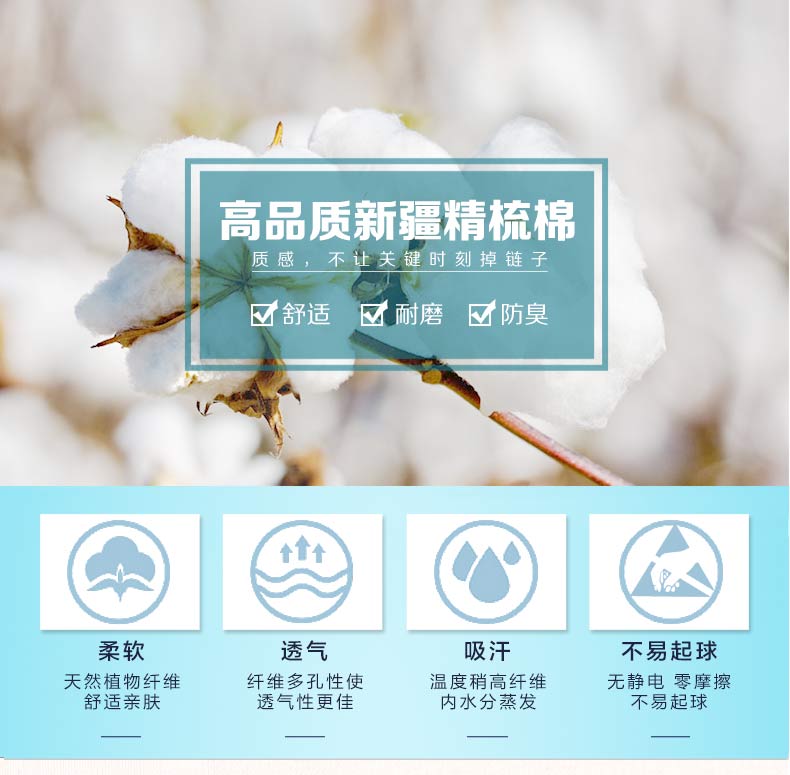 高品质新疆精梳棉
质感，不让关键时刻掉链子
舒适 耐磨 防臭
柔软 透气 吸汗 不易起球
天然植物纤维 纤维多孔性使 温度稍高纤维 无静电 零摩擦
舒适亲肤 透气性更佳 内水分蒸发 不易起球